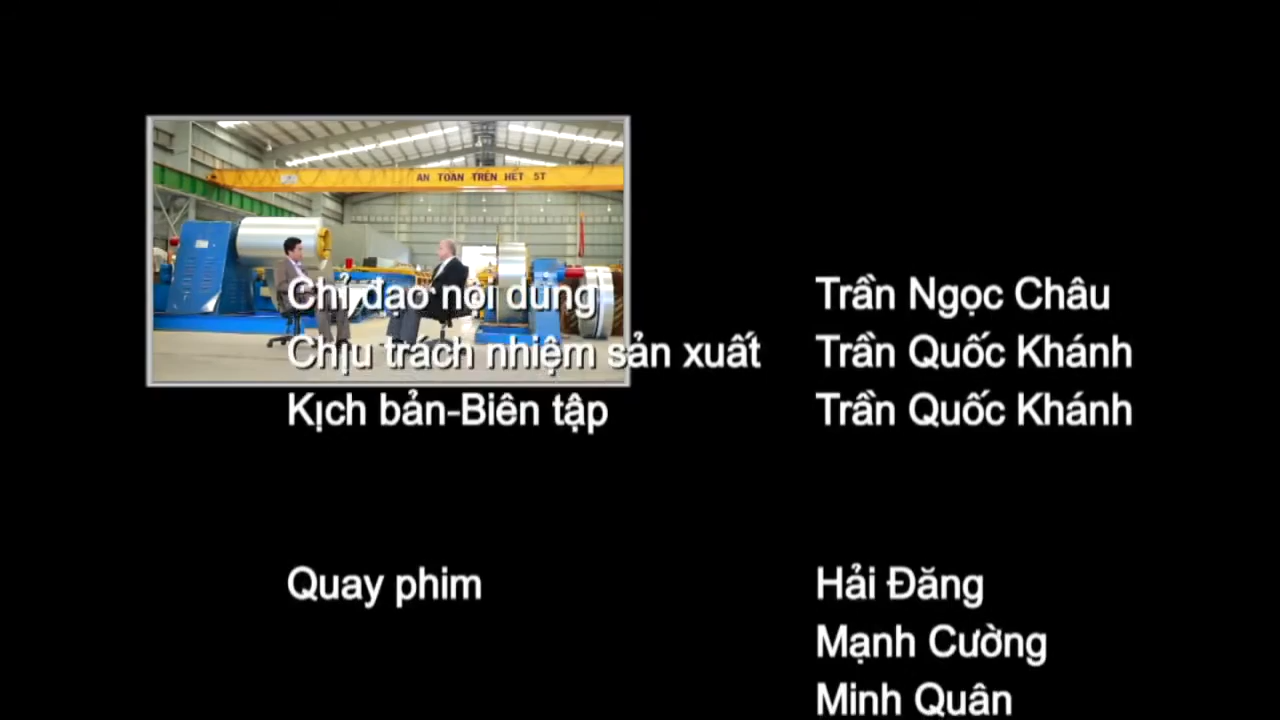 AN TOÀN TRÊN HẾT 5T
Chỉ đạo nội dung Trần Ngọc Châu
Chịu trách nhiệm sản xuất Trần Quốc Khánh
Kịch bản-Biên tập Trần Quốc Khánh
Quay phim Hải Đăng
Mạnh Cường
Minh Quân